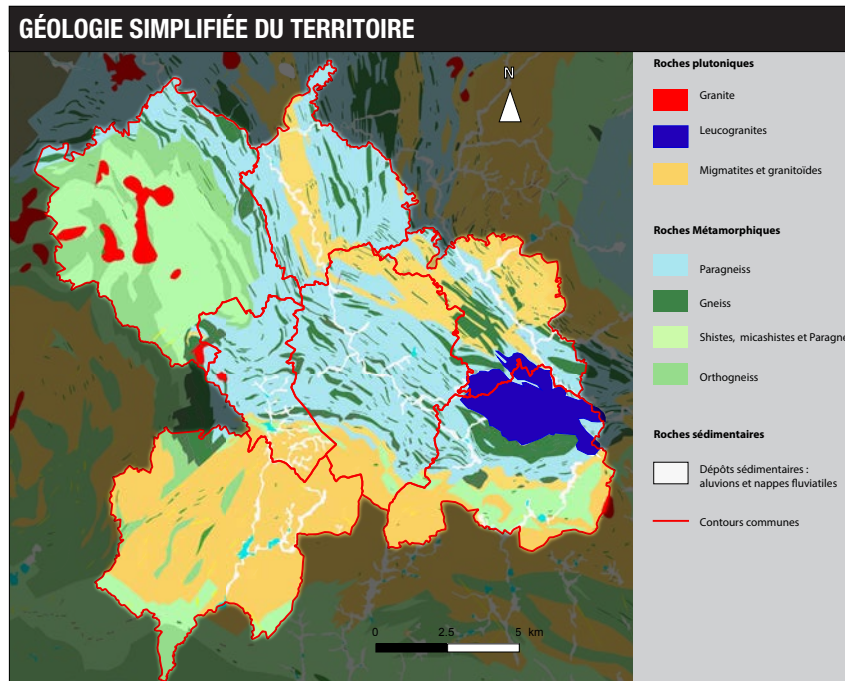 GÉOLOGIE SIMPLIFIÉE DU TERRITOIRE
N
0 2.5 5 km
Roches plutoniques
Granite
Leucogranites
Migmatites et granitoïdes
Roches Métamorphiques
Paragneiss
Gneiss
Shistes, micashistes et Paragne
Orthogneiss
Roches sédimentaires
Dépôts sédimentaires :
aluvions et nappes fluviatiles
Contours communes